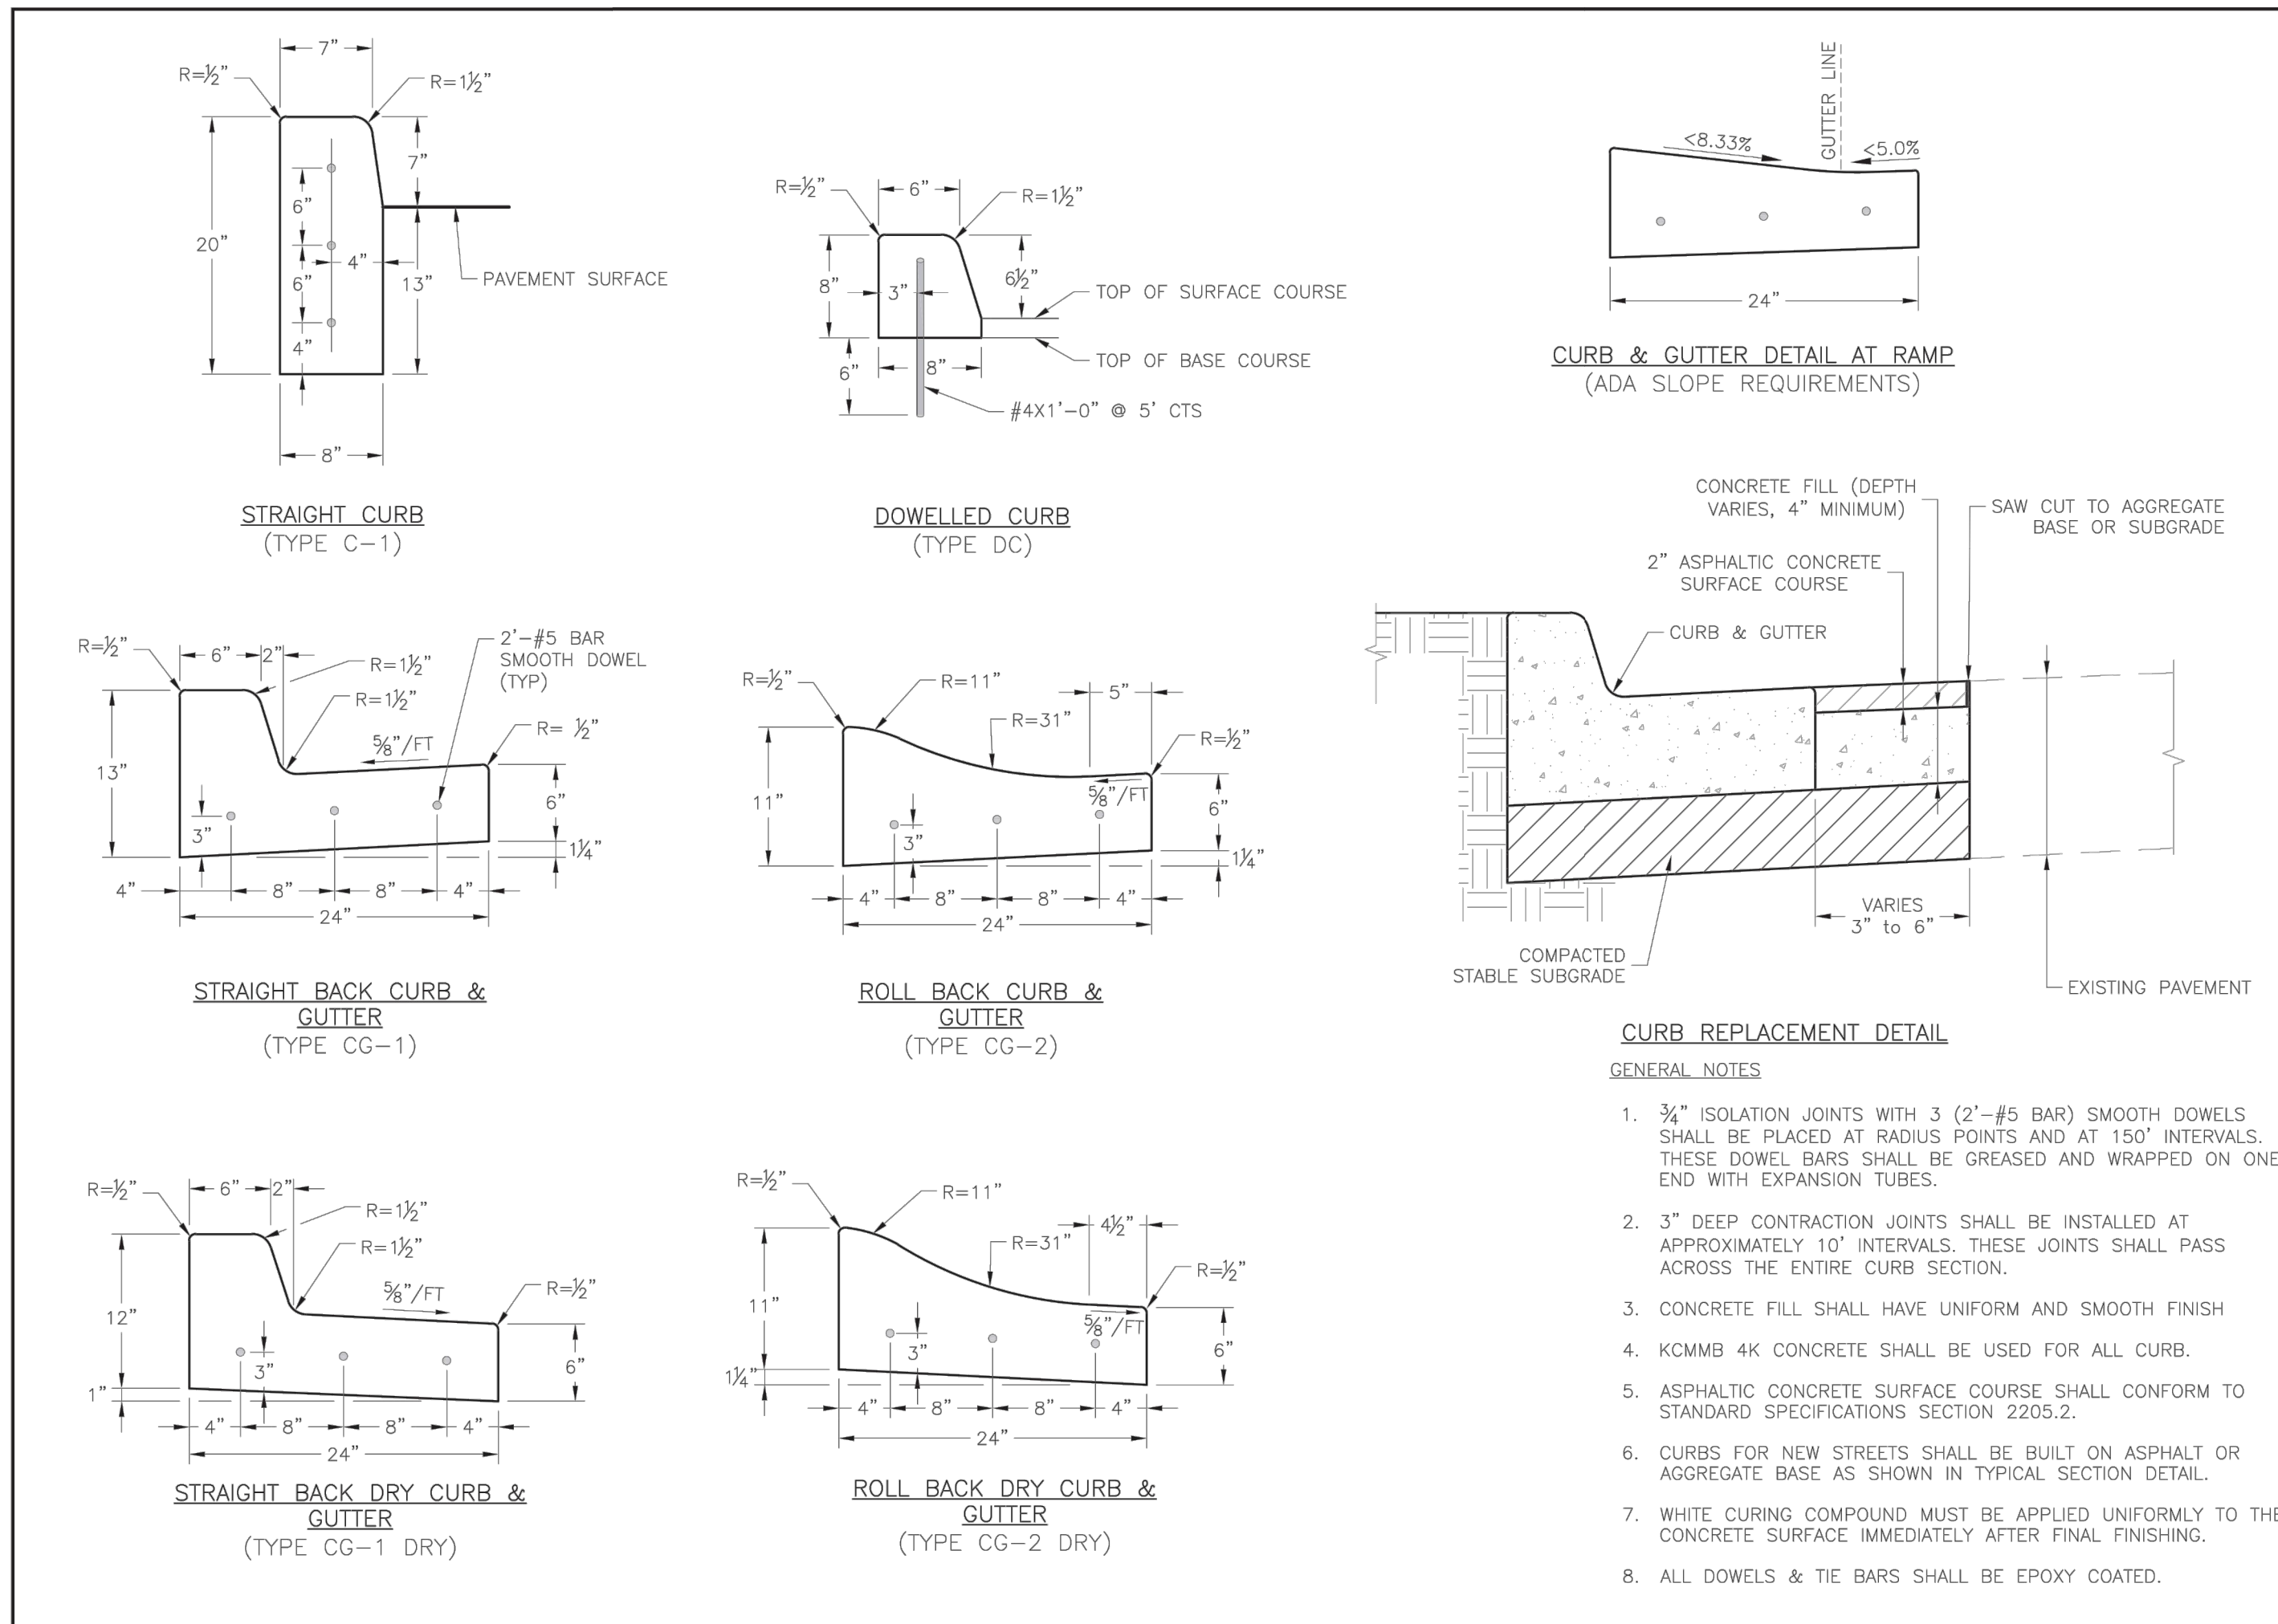 7”
R=½”
R=1½”
7”
6”
20”
4”
6”
13”
PAVEMENT SURFACE
4”
8”
STRAIGHT CURB
(TYPE C–1)
6”
R=½”
R=1½”
8”
3”
6½”
TOP OF SURFACE COURSE
TOP OF BASE COURSE
6”
8”
#4X1’–0” @ 5’ CTS
DOWELLED CURB
(TYPE DC)
GUTTER LINE
<8.33%
<5.0%
24”
CURB & GUTTER DETAIL AT RAMP
(ADA SLOPE REQUIREMENTS)
R=½”
6”
2”
R=1½”
R=1½”
2’–#5 BAR
SMOOTH DOWEL
(TYP)
R= ½”
⅝”/FT
13”
3”
6”
1¼”
4”
8”
8”
4”
24”
STRAIGHT BACK CURB &
GUTTER
(TYPE CG–1)
R=½”
R=11”
R=31”
5”
R=½”
⅝”/FT
11”
3”
6”
1¼”
4”
8”
8”
4”
24”
ROLL BACK CURB &
GUTTER
(TYPE CG–2)
CONCRETE FILL (DEPTH
VARIES, 4” MINIMUM)
SAW CUT TO AGGREGATE
BASE OR SUBGRADE
2” ASPHALTIC CONCRETE
SURFACE COURSE
CURB & GUTTER
VARIES
3” to 6”
COMPACTED
STABLE SUBGRADE
EXISTING PAVEMENT
CURB REPLACEMENT DETAIL
R=½”
6”
2”
R=1½”
R=1½”
⅝”/FT
R=½”
12”
3”
6”
1”
4”
8”
8”
4”
24”
STRAIGHT BACK DRY CURB &
GUTTER
(TYPE CG–1 DRY)
R=½”
R=11”
R=31”
4½”
R=½”
11”
⅝”/FT
3”
6”
1¼”
4”
8”
8”
4”
24”
ROLL BACK DRY CURB &
GUTTER
(TYPE CG–2 DRY)
GENERAL NOTES
1. ¾” ISOLATION JOINTS WITH 3 (2’–#5 BAR) SMOOTH DOWELS
SHALL BE PLACED AT RADIUS POINTS AND AT 150’ INTERVALS.
THESE DOWEL BARS SHALL BE GREASED AND WRAPPED ON ONE
END WITH EXPANSION TUBES.
2. 3” DEEP CONTRACTION JOINTS SHALL BE INSTALLED AT
APPROXIMATELY 10’ INTERVALS. THESE JOINTS SHALL PASS
ACROSS THE ENTIRE CURB SECTION.
3. CONCRETE FILL SHALL HAVE UNIFORM AND SMOOTH FINISH
4. KCMMB 4K CONCRETE SHALL BE USED FOR ALL CURB.
5. ASPHALTIC CONCRETE SURFACE COURSE SHALL CONFORM TO
STANDARD SPECIFICATIONS SECTION 2205.2.
6. CURBS FOR NEW STREETS SHALL BE BUILT ON ASPHALT OR
AGGREGATE BASE AS SHOWN IN TYPICAL SECTION DETAIL.
7. WHITE CURING COMPOUND MUST BE APPLIED UNIFORMLY TO THE
CONCRETE SURFACE IMMEDIATELY AFTER FINAL FINISHING.
8. ALL DOWELS & TIE BARS SHALL BE EPOXY COATED.